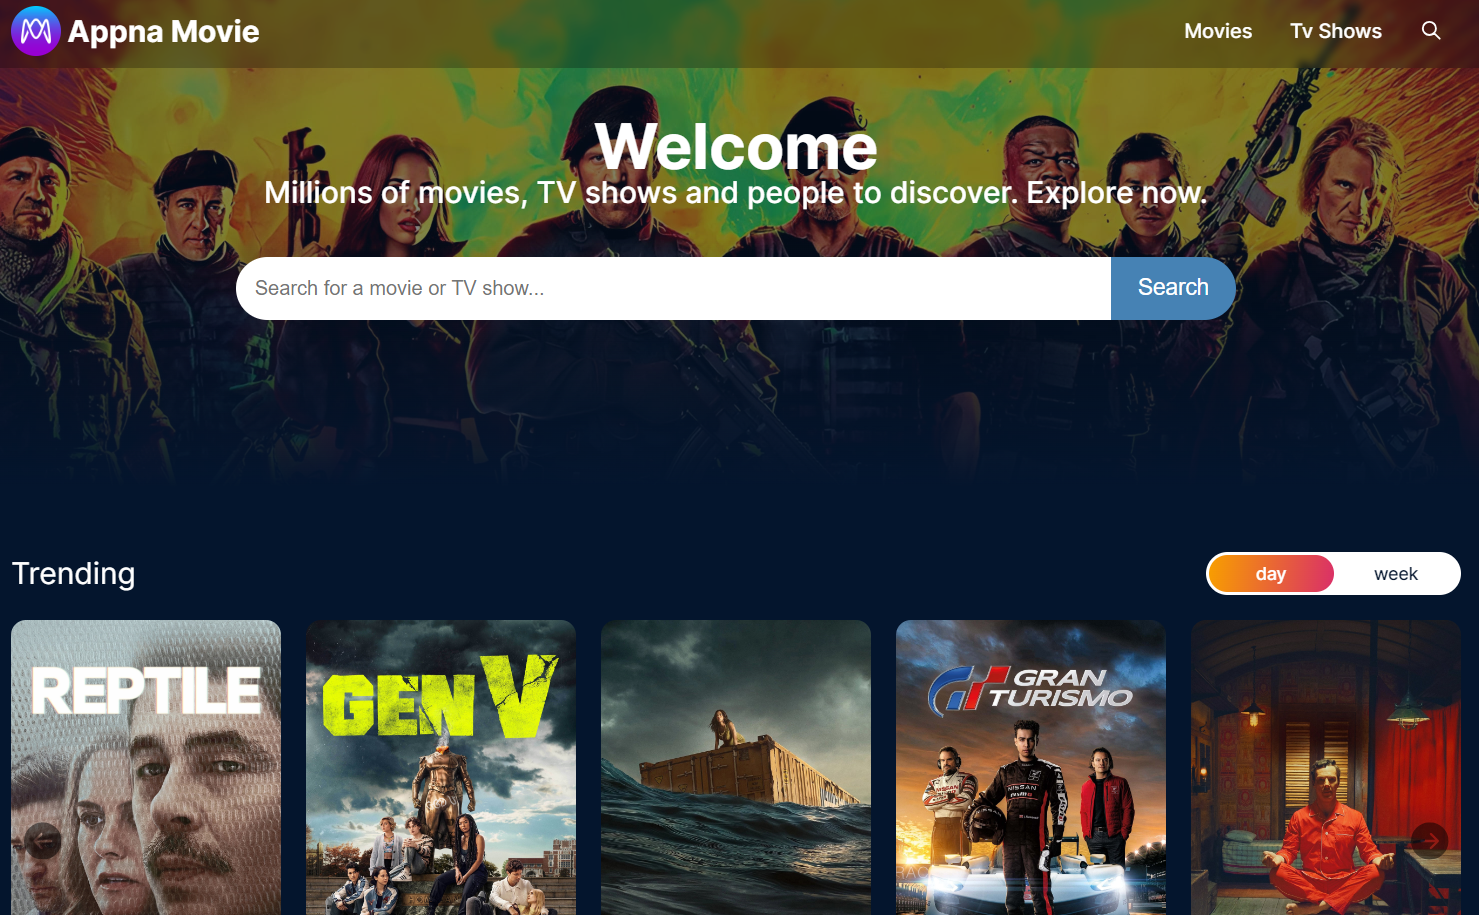 Appna Movie
Movies
Tv Shows
Welcome
Millions of movies, TV shows and people to discover. Explore now.
Search for a movie or TV show...
Search
Trending
day
week
REPTILE
GEN V
GRAN
TURISMO
NISSAN